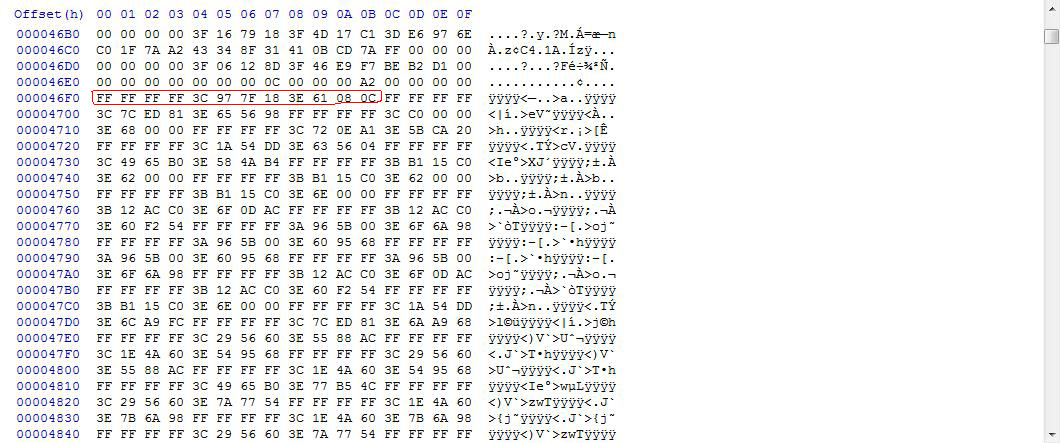 Offset(h) 00 01 02 03 04 05 06 07 08 09 0A 0B 0C 0D 0E 0F
000046B0 00 00 00 00 3F 16 79 18 3F 4D 17 C1 3D E6 97 6E ....?.y.?M.Á=æ—n
000046C0 C0 1F 7A A2 43 34 8F 31 41 0B CD 7A FF 00 00 00 À.z¢C4.1A.Ízÿ...
000046D0 00 00 00 00 3F 06 12 8D 3F 46 E9 F7 BE B2 D1 00 00 ....?...?Fé÷¾²Ñ.
000046E0 00 00 00 00 00 00 00 0C 00 00 00 A2 00 00 00 00 ...........¢....
000046F0 FF FF FF FF 3C 97 7F 18 3E 61 08 0C FF FF FF FF ÿÿÿÿ<—..>a..ÿÿÿÿ
00004700 3C 7C ED 81 3E 65 56 98 FF FF FF FF 3C C0 00 00 <|í.>eV˜ÿÿÿÿ<À..
00004710 3E 68 00 00 FF FF FF FF 3C 72 0E A1 3E 5B CA 20 >h..ÿÿÿÿ<r.¡>[Ê
00004720 FF FF FF FF 3C 1A 54 DD 3E 63 56 04 FF FF FF FF ÿÿÿÿ<.TÝ>cV.ÿÿÿÿ
00004730 3C 49 65 B0 3E 58 4A B4 FF FF FF FF 3B B1 15 C0 <Ie°>XJ´ÿÿÿÿ;±.À
00004740 3E 62 00 00 FF FF FF FF 3B B1 15 C0 3E 62 00 00 >b..ÿÿÿÿ;±.À>b..
00004750 FF FF FF FF 3B B1 15 C0 3E 6E 00 00 FF FF FF FF ÿÿÿÿ;±.À>n..ÿÿÿÿ
00004760 3B 12 AC C0 3E 6F 0D AC FF FF FF FF 3B 12 AC C0 ;.¬À>o.¬ÿÿÿÿ;.¬À
00004770 3E 60 F2 54 FF FF FF FF 3A 96 5B 00 3E 6F 6A 98 >`òTÿÿÿÿ:–[.>oj˜
00004780 FF FF FF FF 3A 96 5B 00 3E 60 95 68 FF FF FF FF ÿÿÿÿ:–[.>`•hÿÿÿÿ
00004790 3A 96 5B 00 3E 60 95 68 FF FF FF FF 3A 96 5B 00 :–[.>`•hÿÿÿÿ:–[.
000047A0 3E 6F 6A 98 FF FF FF FF 3B 12 AC C0 3E 6F 0D AC >oj˜ÿÿÿÿ;.¬À>o.¬
000047B0 FF FF FF FF 3B 12 AC C0 3E 60 F2 54 FF FF FF FF ÿÿÿÿ;.¬À>`òTÿÿÿÿ
000047C0 3B B1 15 C0 3E 6E 00 00 FF FF FF FF 3C 1A 54 DD ;±.À>n..ÿÿÿÿ<.TÝ
000047D0 3E 6C A9 FC FF FF FF FF 3C 7C ED 81 3E 6A A9 68 >l©üÿÿÿÿ<|í.>j©h
000047E0 FF FF FF FF 3C 29 56 60 3E 55 88 AC FF FF FF FF ÿÿÿÿ<)V`>Uˆ¬ÿÿÿÿ
000047F0 3C 1E 4A 60 3E 54 95 68 FF FF FF FF 3C 29 56 60 <.J`>T•hÿÿÿÿ<)V`
00004800 3E 55 88 AC FF FF FF FF 3C 1E 4A 60 3E 54 95 68 >Uˆ¬ÿÿÿÿ<.J`>T•h
00004810 FF FF FF FF 3C 49 65 B0 3E 77 B5 4C FF FF FF FF ÿÿÿÿ<Ie°>wµLÿÿÿÿ
00004820 3C 29 56 60 3E 7A 77 54 FF FF FF FF 3C 1E 4A 60 <)V`>zwTÿÿÿÿ<.J`
00004830 3E 7B 6A 98 FF FF FF FF 3C 1E 4A 60 3E 7B 6A 98 >{j˜ÿÿÿÿ<.J`>{j˜
00004840 FF FF FF FF 3C 29 56 60 3E 7A 77 54 FF FF FF FF ÿÿÿÿ<)V`>zwTÿÿÿÿ